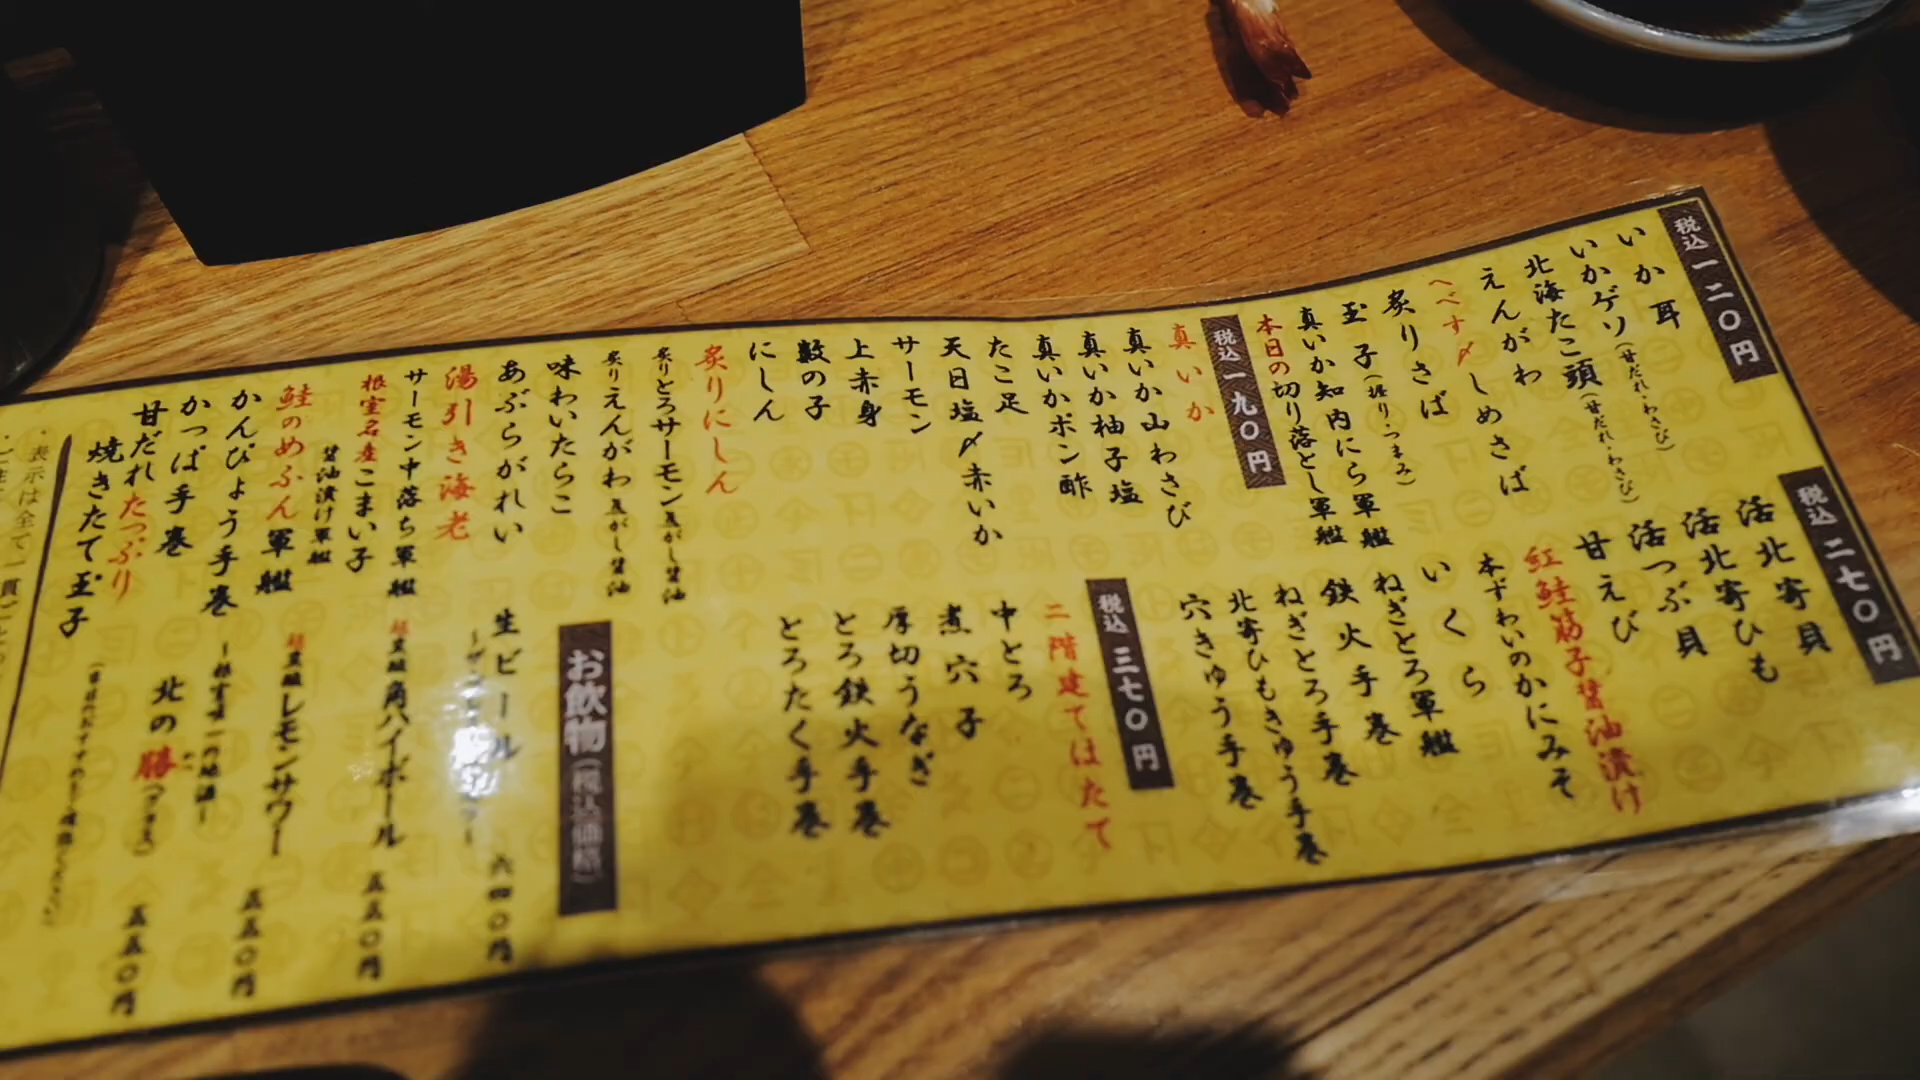 税込一二〇円
いか耳
いかゲソ(甘だれ・わさび)
北海たこ頭(甘だれ・わさび)
えんがわ
へべす〆しめさば
炙りさば
玉子(握り・つまみ)
真いか知内にら軍艦
本日の切り落とし軍艦
税込一九〇円
真いか
真いか山わさび
真いか柚子塩
真いかポン酢
たこ足
天日塩〆赤いか
サーモン
上赤身
数の子
にしん
炙りにしん
炙りとろサーモン 焦がし醤油
炙りえんがわ 焦がし醤油
味わいたらこ
あぶらがれい
湯引き海老
サーモン中落ち軍艦
根室名産こまい子
醤油漬け軍艦
鮭のめふん軍艦
かんぴょう手巻
かっぱ手巻
甘だれたっぷり
焼きたて玉子
税込二七〇円
活北寄貝
活北寄ひも
活つぶ貝
甘えび
紅鮭筋子醤油漬け
本ずわいのかにみそ
いくら
ねぎとろ軍艦
鉄火手巻
ねぎとろ手巻
北寄ひもきゅう手巻
穴きゅう手巻
税込三七〇円
二階建てほたて
中とろ
煮穴子
厚切うなぎ
とろ鉄火手巻
とろたく手巻
お飲物(税込価格)
生ビール 六四〇円
角ハイボール 五五〇円
レモンサワー 五五〇円
北の勝 五五〇円
・表示は全て一貫